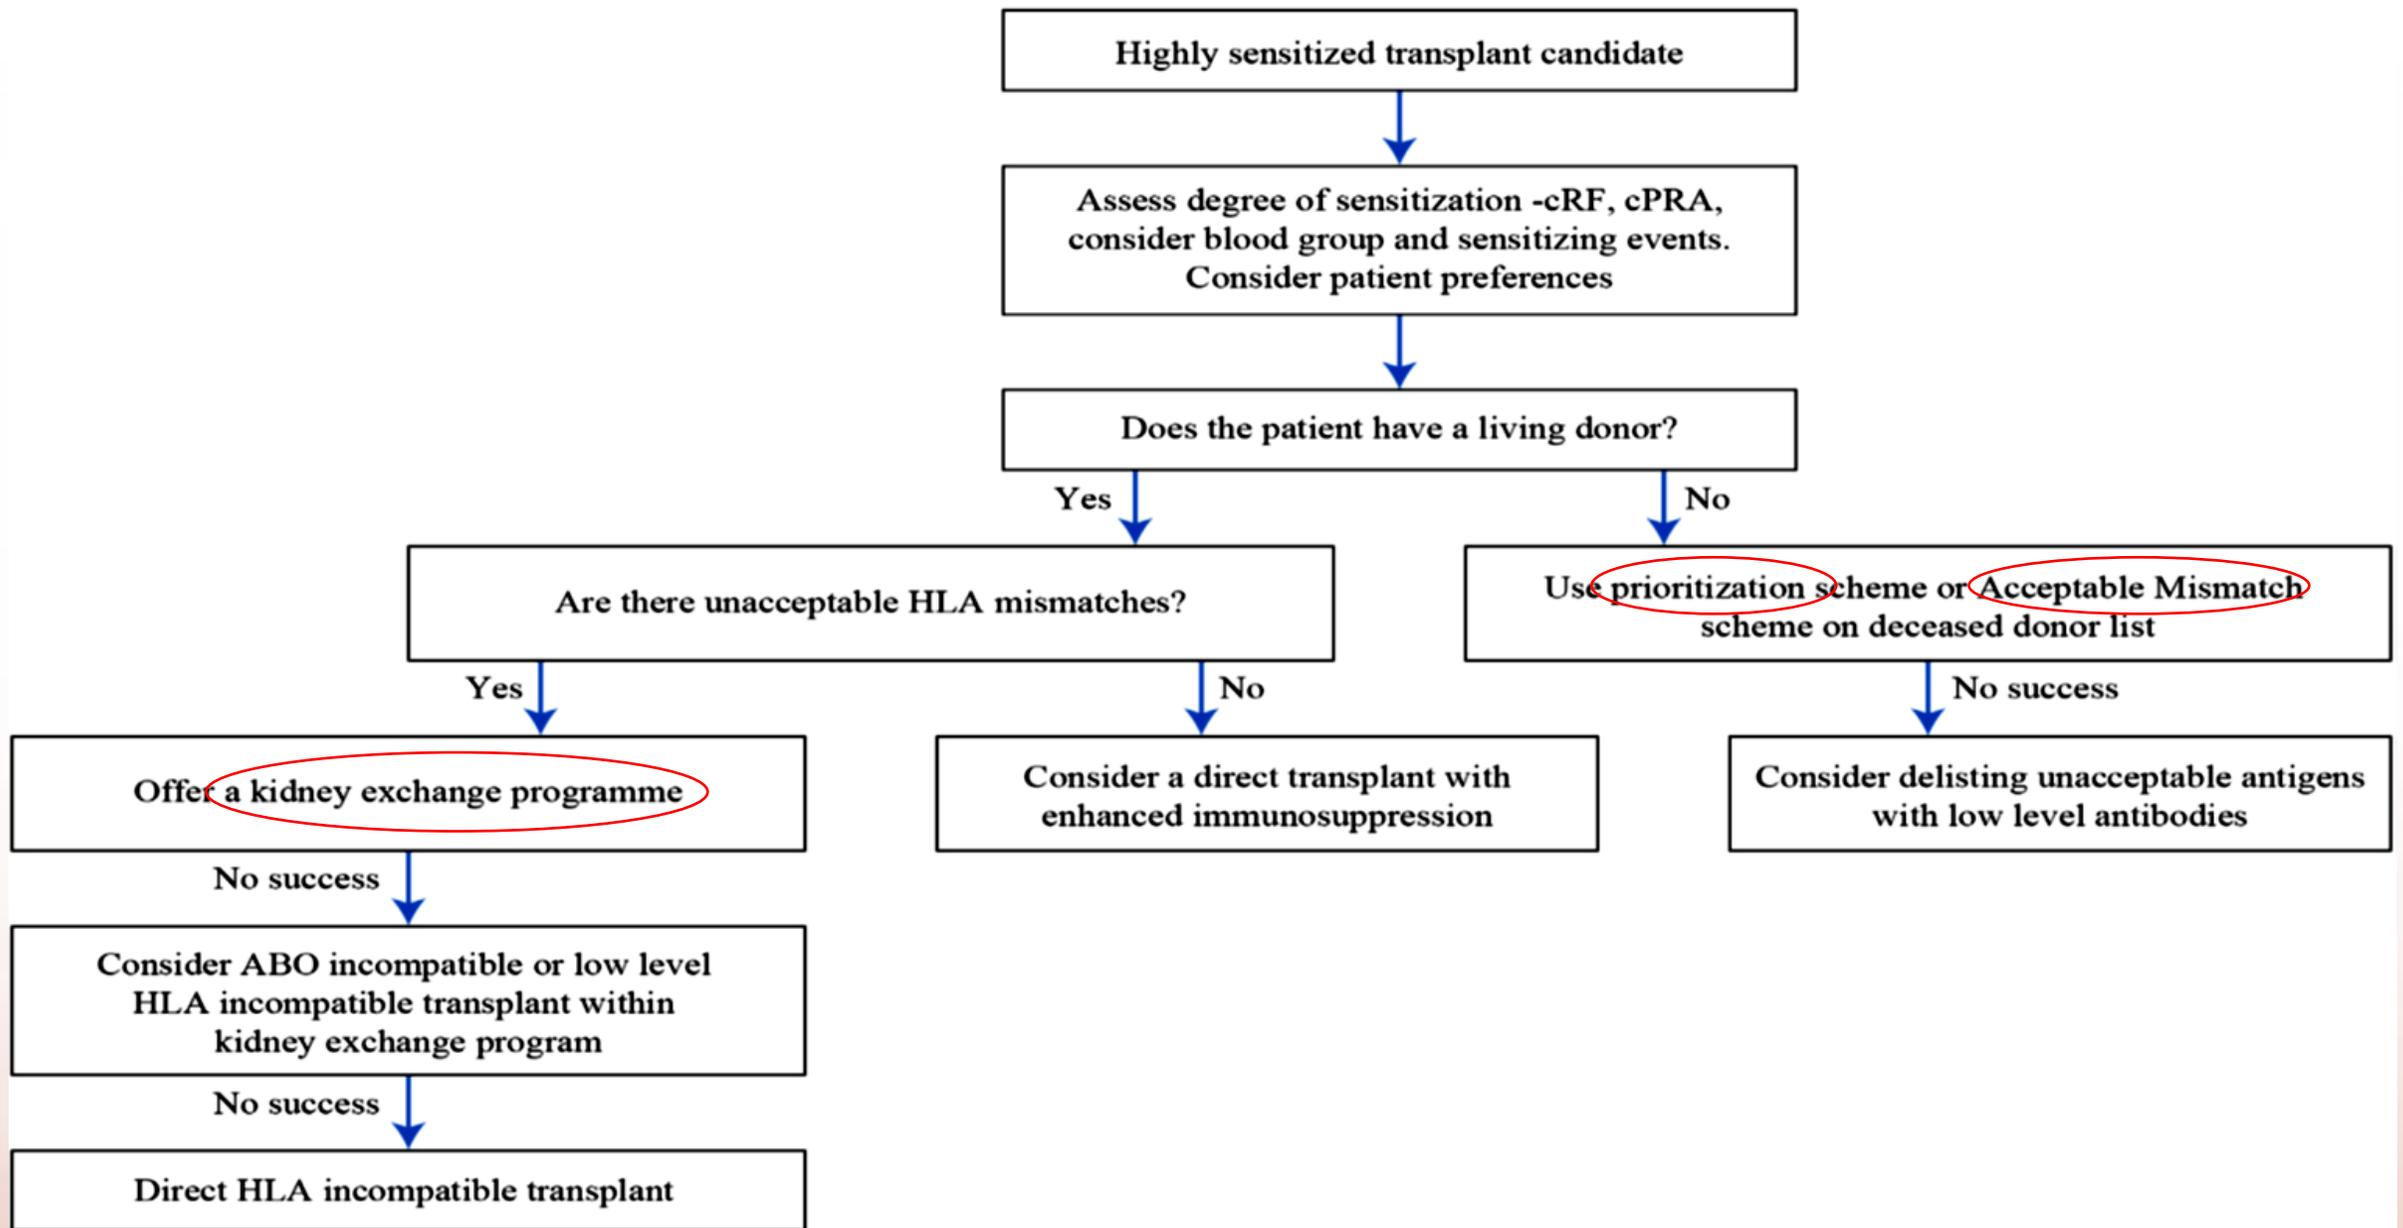 Highly sensitized transplant candidate
Assess degree of sensitization -cRF, cPRA,
consider blood group and sensitizing events.
Consider patient preferences
Does the patient have a living donor?
Yes
No
Are there unacceptable HLA mismatches?
Use prioritization scheme or Acceptable Mismatch
scheme on deceased donor list
Yes
No
No success
Offer a kidney exchange programme
Consider a direct transplant with
enhanced immunosuppression
Consider delisting unacceptable antigens
with low level antibodies
No success
Consider ABO incompatible or low level
HLA incompatible transplant within
kidney exchange program
No success
Direct HLA incompatible transplant